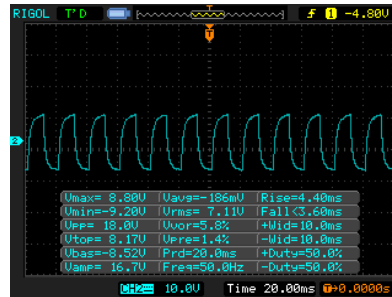 RIGOL T'D f 1 -4.80V
T
2
Vmax= 8.80V Vavg=-186mV Rise=4.40ms
Vmin=-9.20V Vrms= 7.11V Fall<3.60ms
Vpp= 18.0V Vovr=5.8% +Wid=10.0ms
Vtop= 8.17V Vpre=1.4% -Wid=10.0ms
Vbas=-8.52V Prd=20.0ms +Duty=50.0%
Vamp= 16.7V Freq=50.0Hz -Duty=50.0%
CH2 10.0V Time 20.00ms T→0.0000s